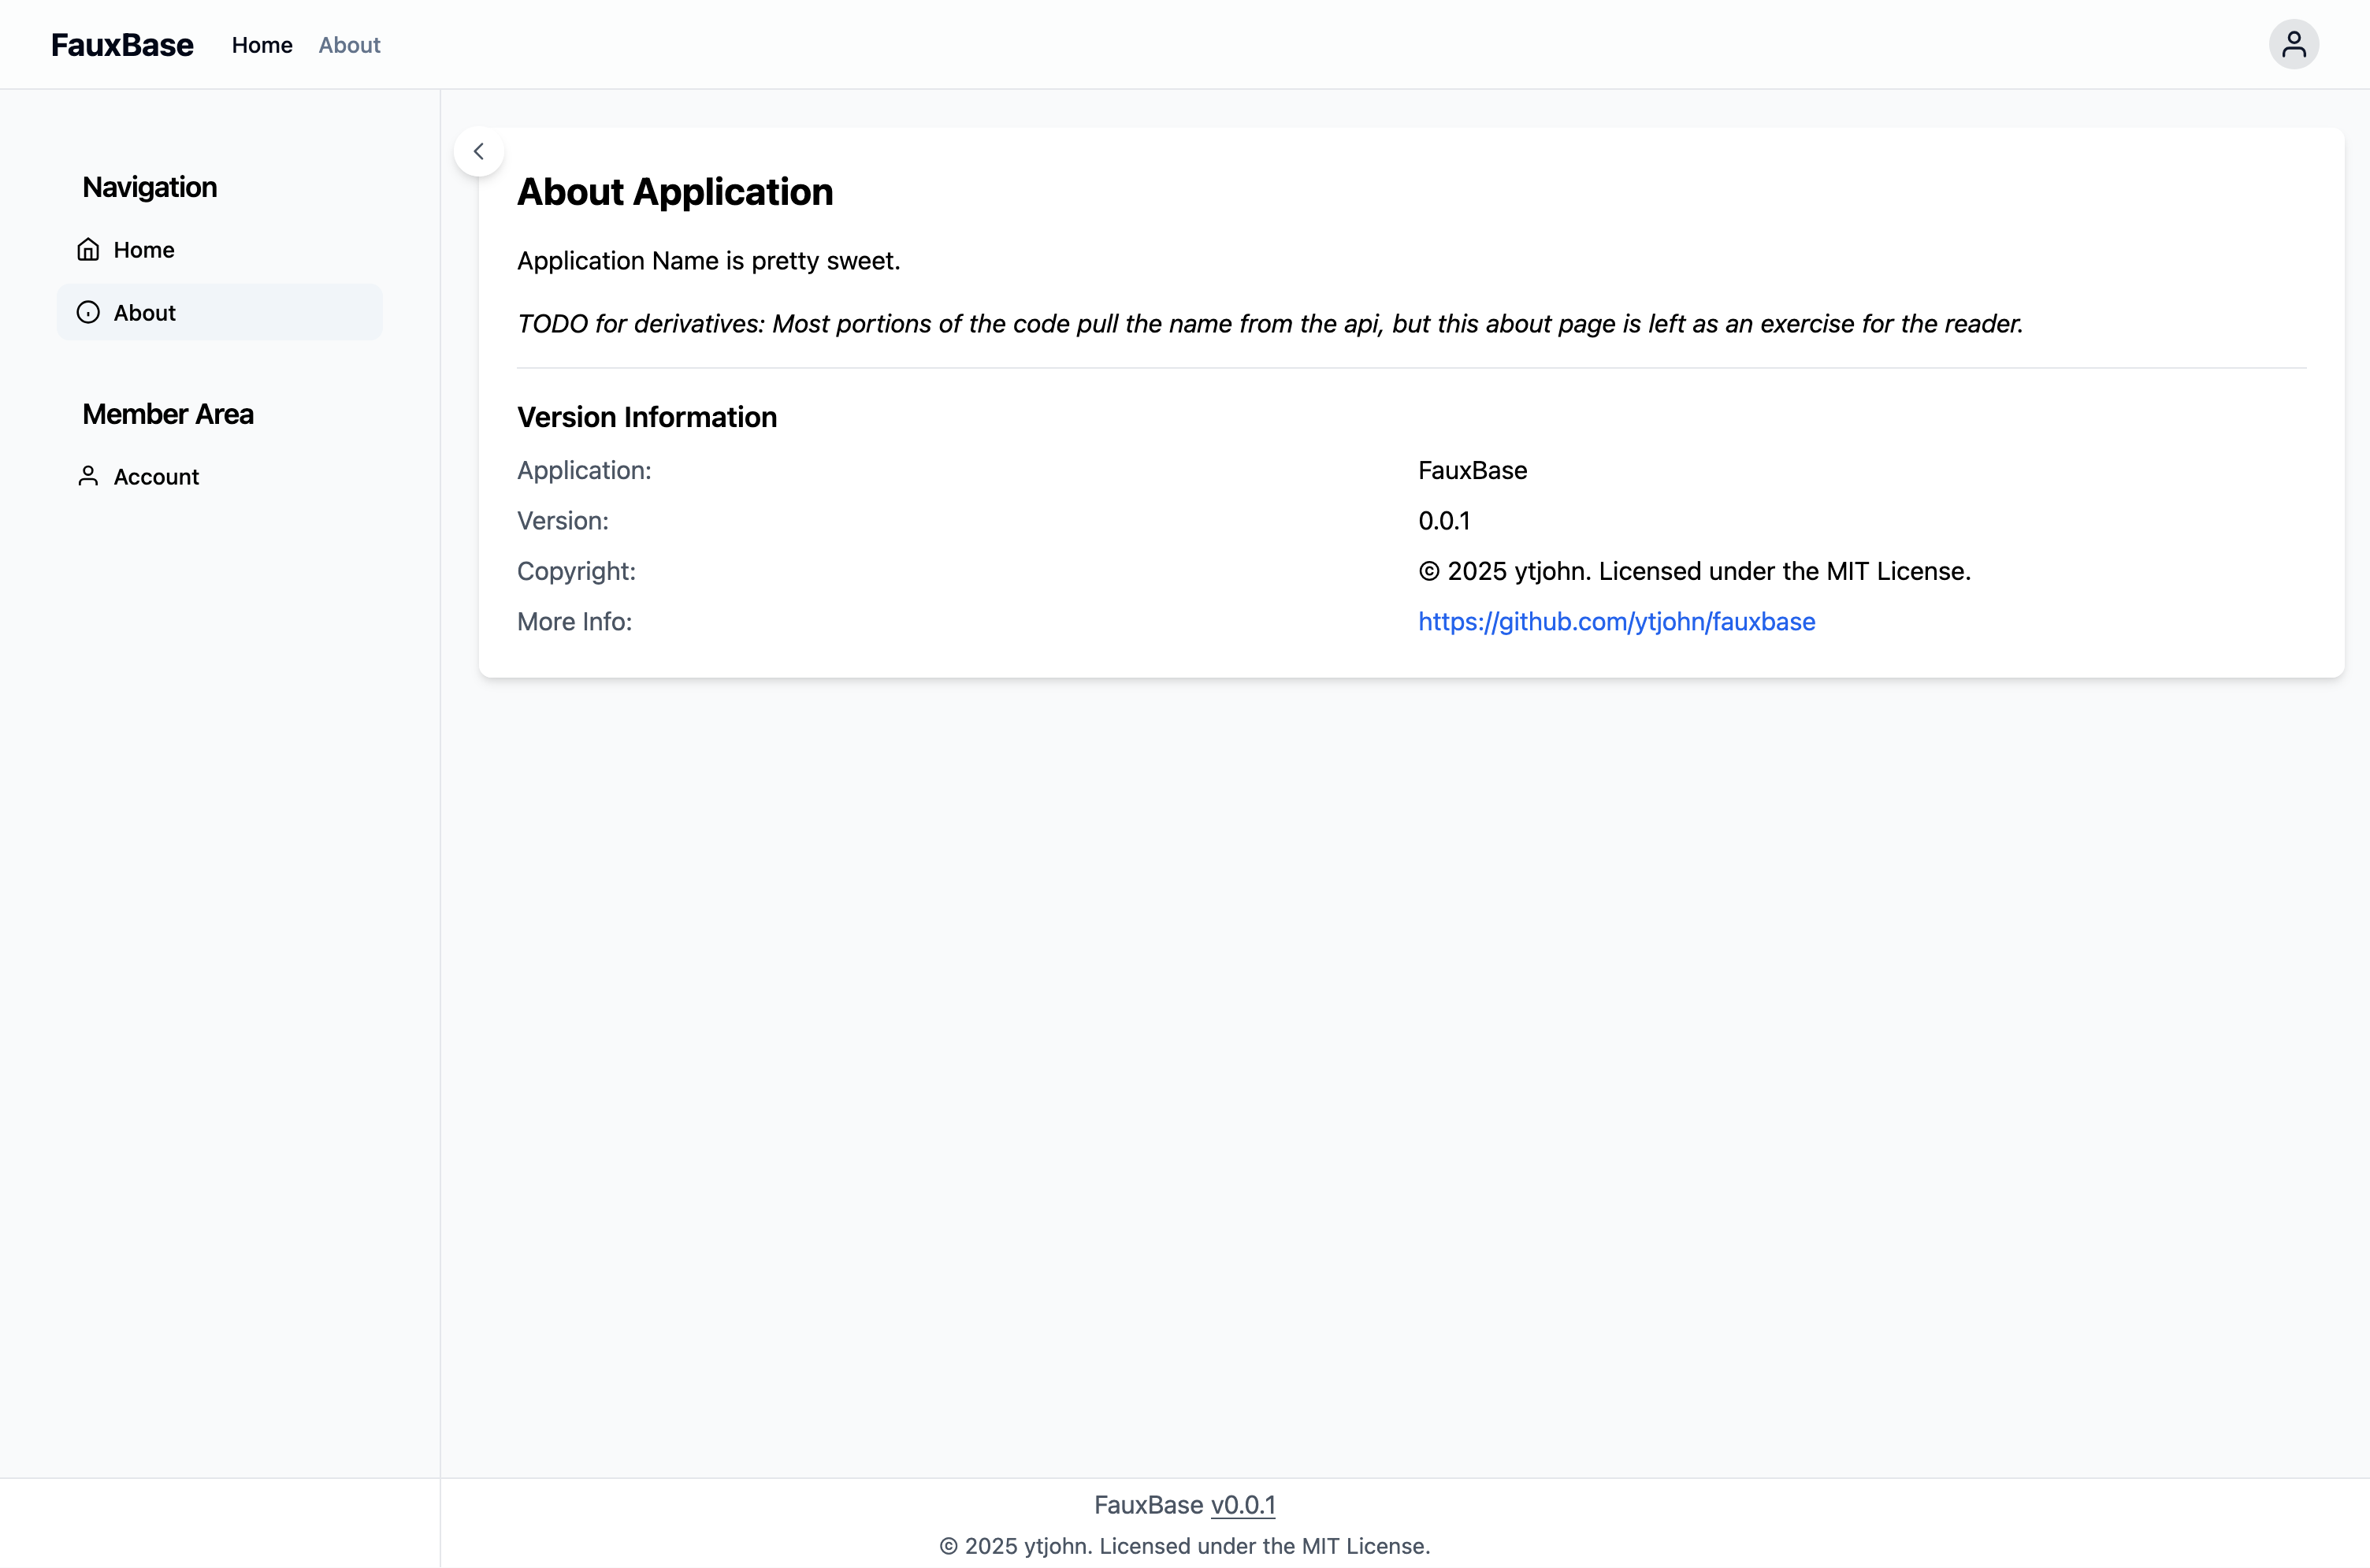 FauxBase Home About
Navigation
Home
About
Member Area
Account
About Application
Application Name is pretty sweet.
TODO for derivatives: Most portions of the code pull the name from the api, but this about page is left as an exercise for the reader.
Version Information
Application: FauxBase
Version: 0.0.1
Copyright: © 2025 ytjohn. Licensed under the MIT License.
More Info: https://github.com/ytjohn/fauxbase
FauxBase v0.0.1
© 2025 ytjohn. Licensed under the MIT License.